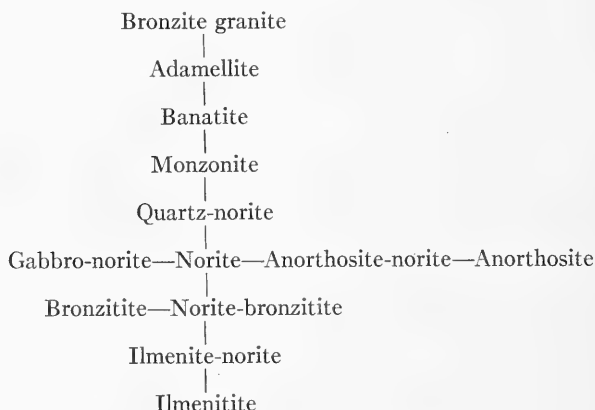 Bronzite granite
Adamellite
Banatite
Monzonite
Quartz-norite
Gabbro-norite—Norite—Anorthosite-norite—Anorthosite
Bronzitite—Norite-bronzitite
Ilmenite-norite
Ilmenitite